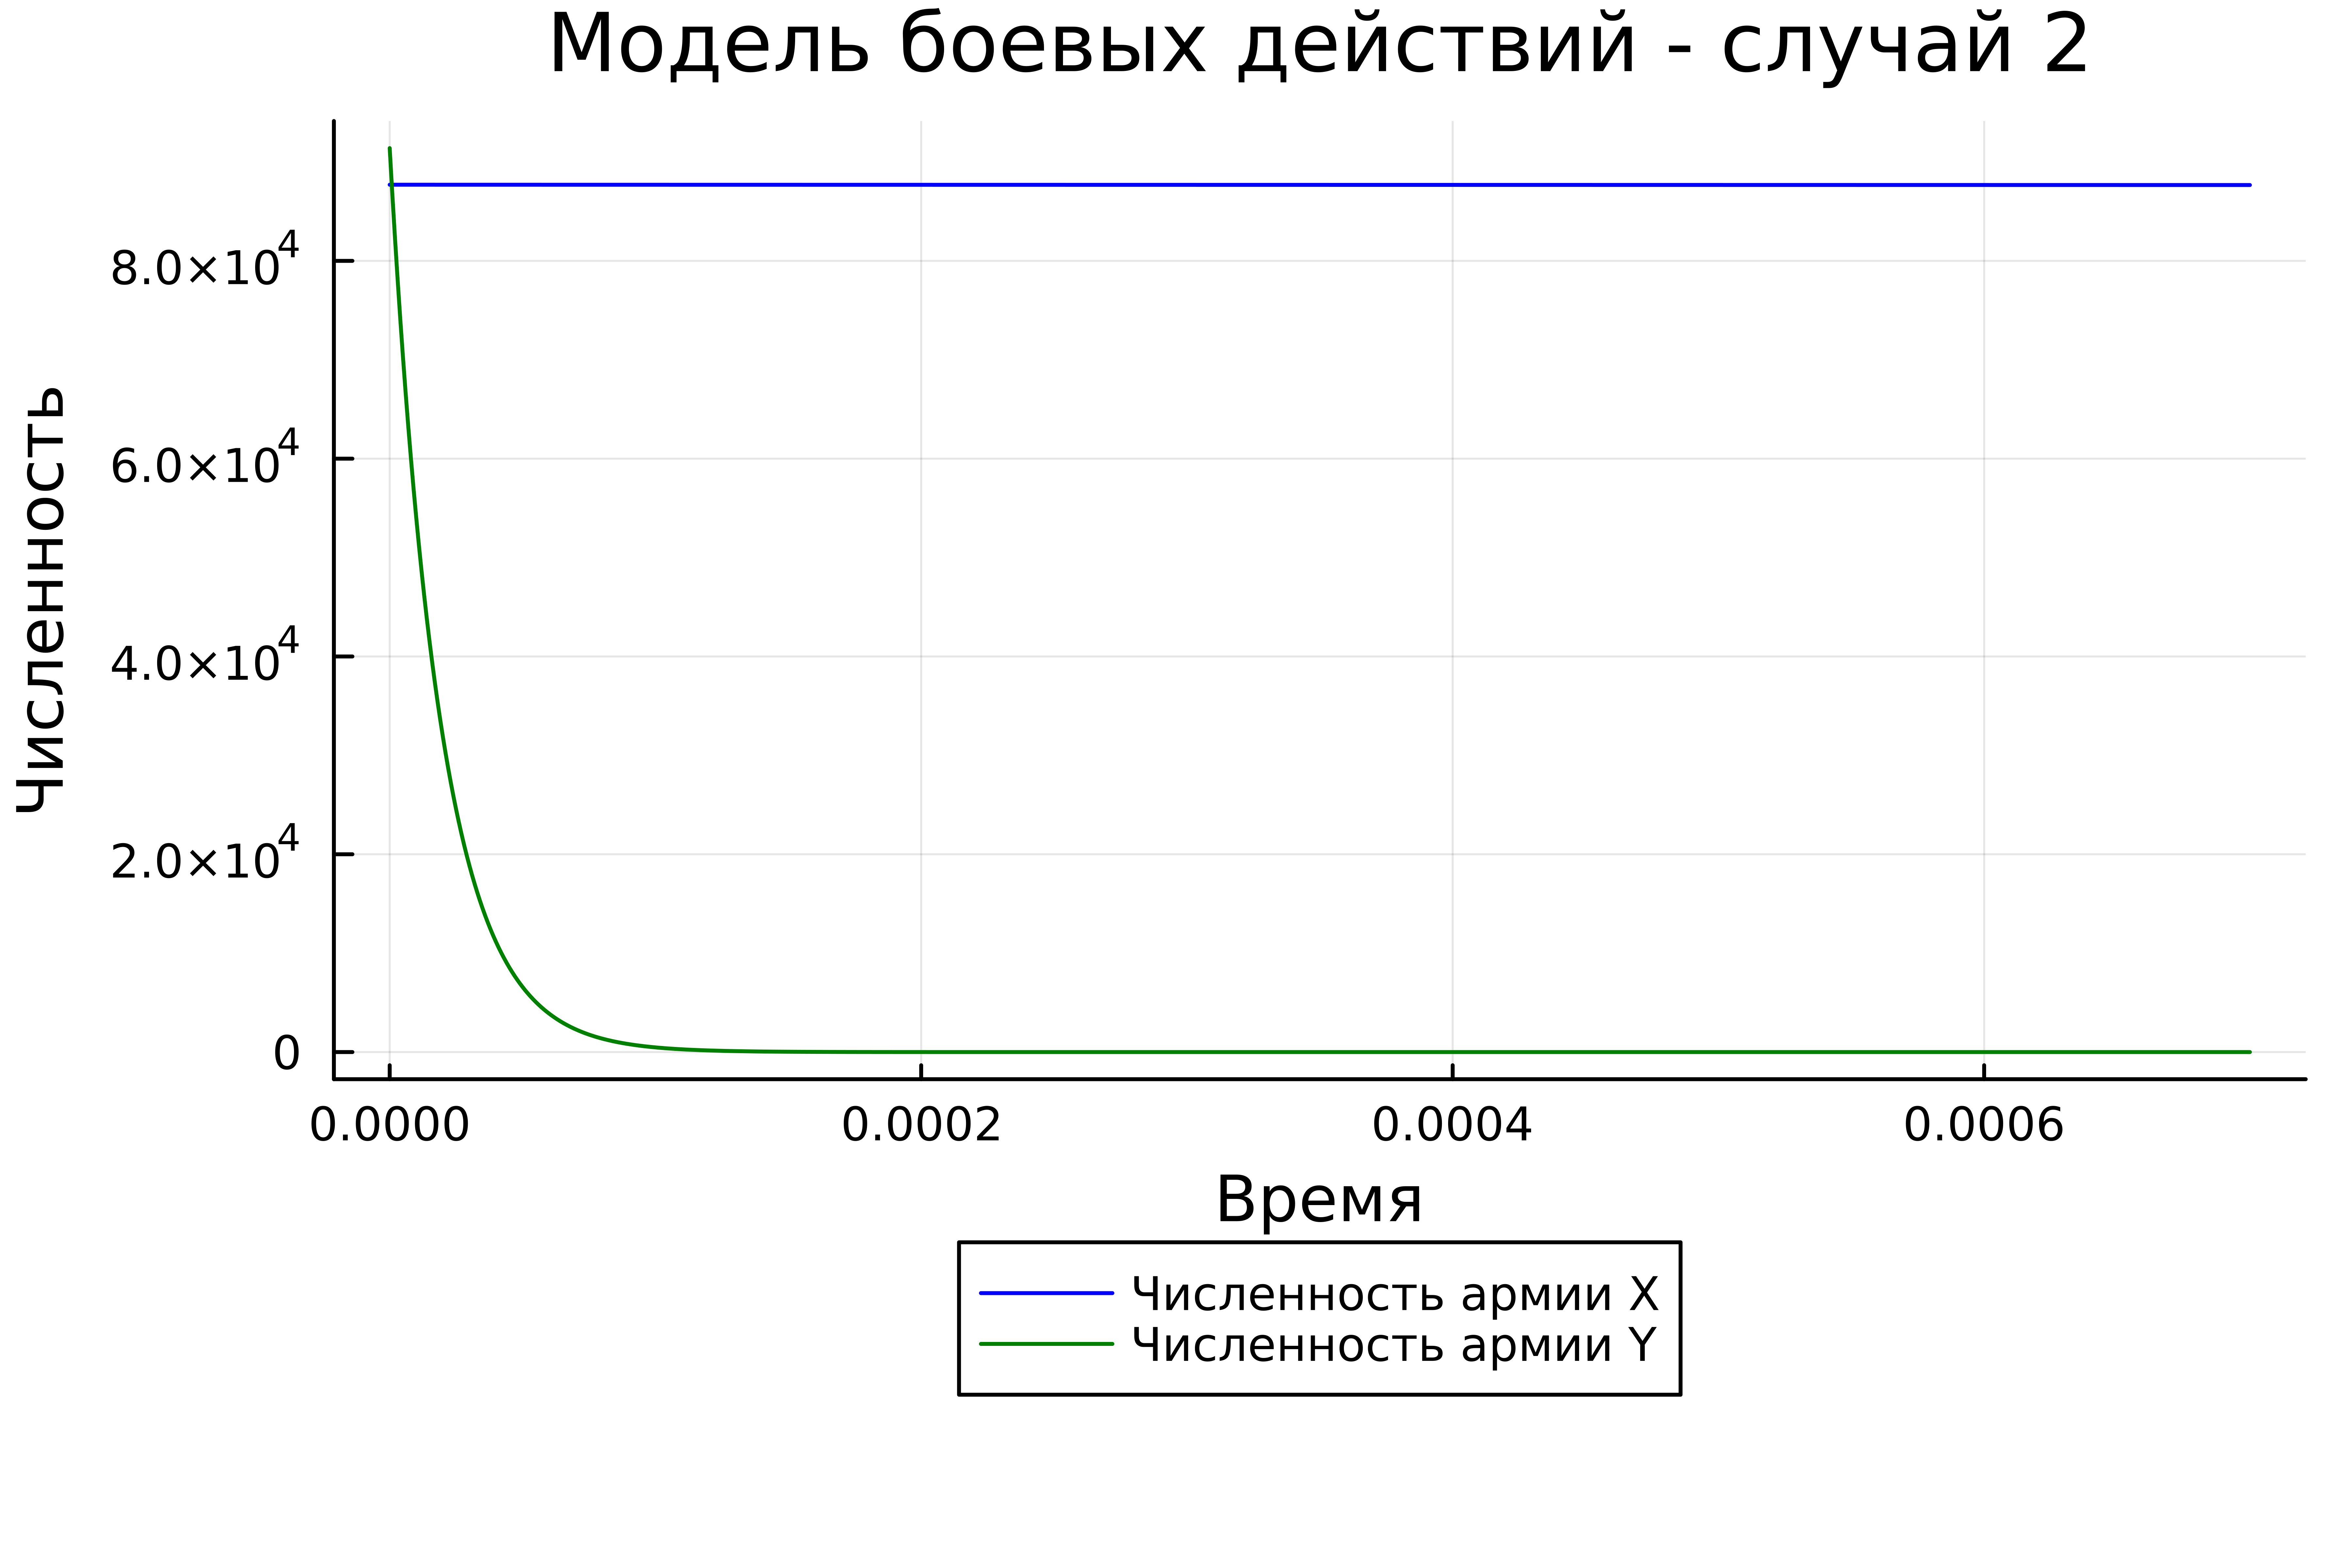 Модель боевых действий - случай 2
Численность
8.0×10⁴
6.0×10⁴
4.0×10⁴
2.0×10⁴
0
0.0000 0.0002 0.0004 0.0006
Время
Численность армии X
Численность армии Y